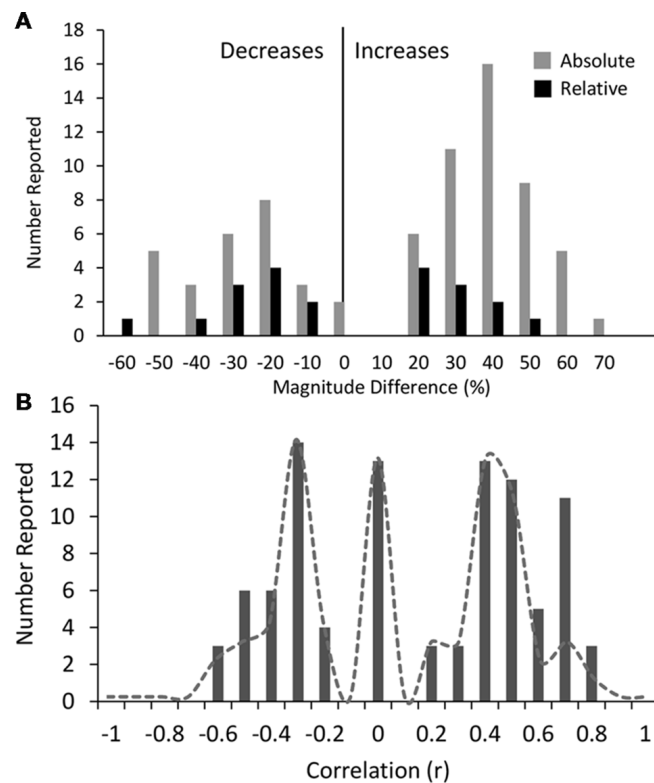 A
18
16
14
12
10
8
6
4
2
0
Number Reported
Decreases Increases
Absolute
Relative
-60 -50 -40 -30 -20 -10 0 10 20 30 40 50 60 70
Magnitude Difference (%)
B
16
14
12
10
8
6
4
2
0
Number Reported
-1 -0.8 -0.6 -0.4 -0.2 0 0.2 0.4 0.6 0.8 1
Correlation (r)